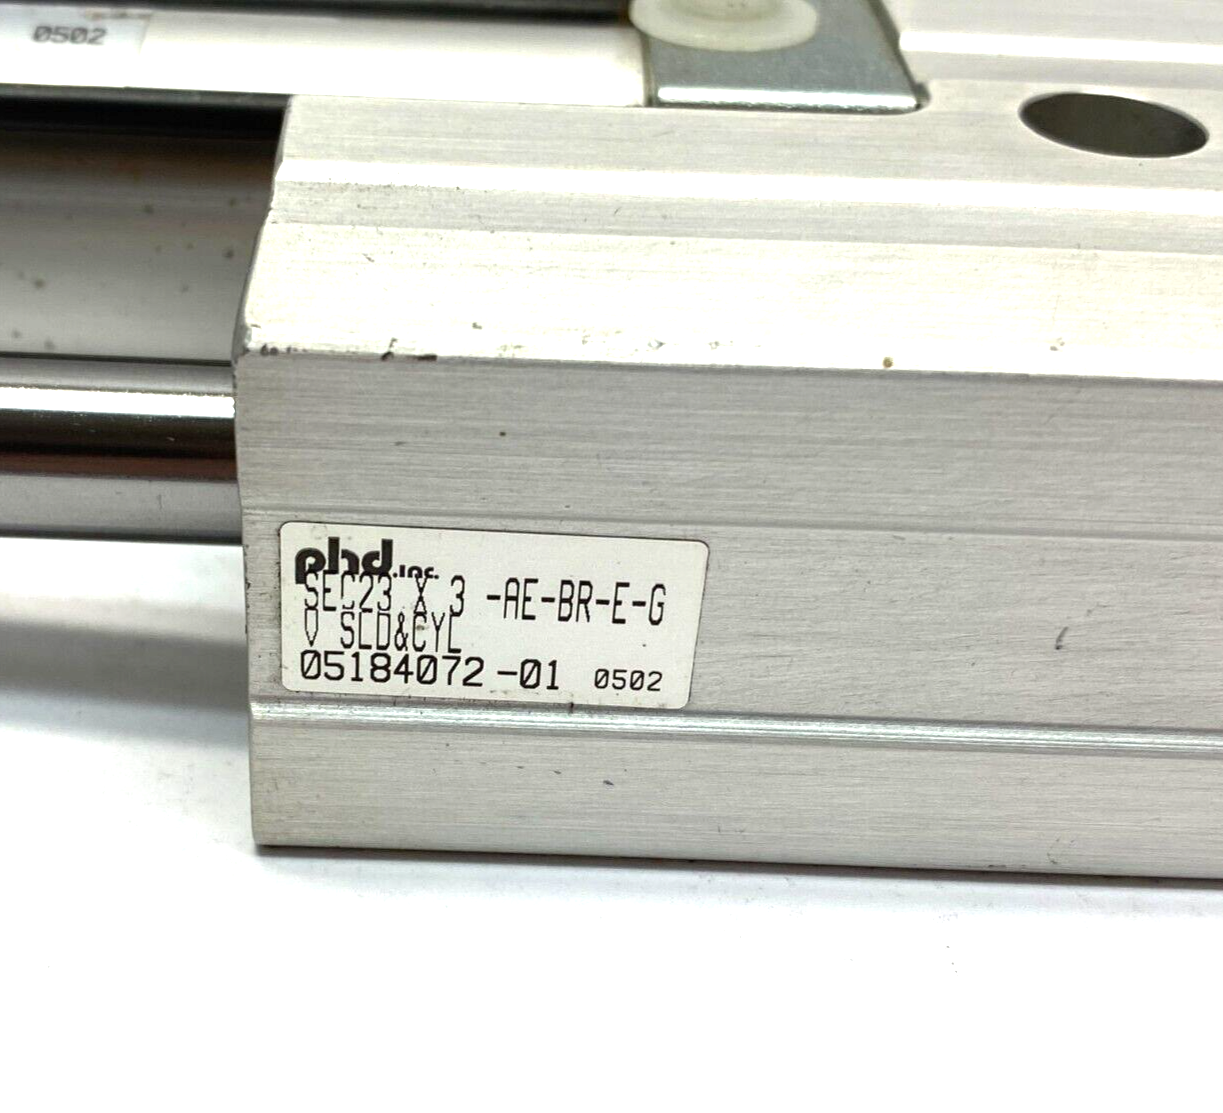 0502
phd, inc.
SEC23 X 3 -AE-BR-E-G
V SLD&CYL
05184072-01 0502